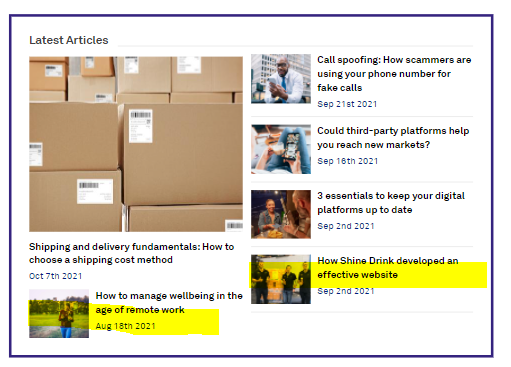 Latest Articles
Shipping and delivery fundamentals: How to
choose a shipping cost method
Oct 7th 2021
How to manage wellbeing in the
age of remote work
Aug 18th 2021
Call spoofing: How scammers are
using your phone number for
fake calls
Sep 21st 2021
Could third-party platforms help
you reach new markets?
Sep 16th 2021
3 essentials to keep your digital
platforms up to date
Sep 2nd 2021
How Shine Drink developed an
effective website
Sep 2nd 2021